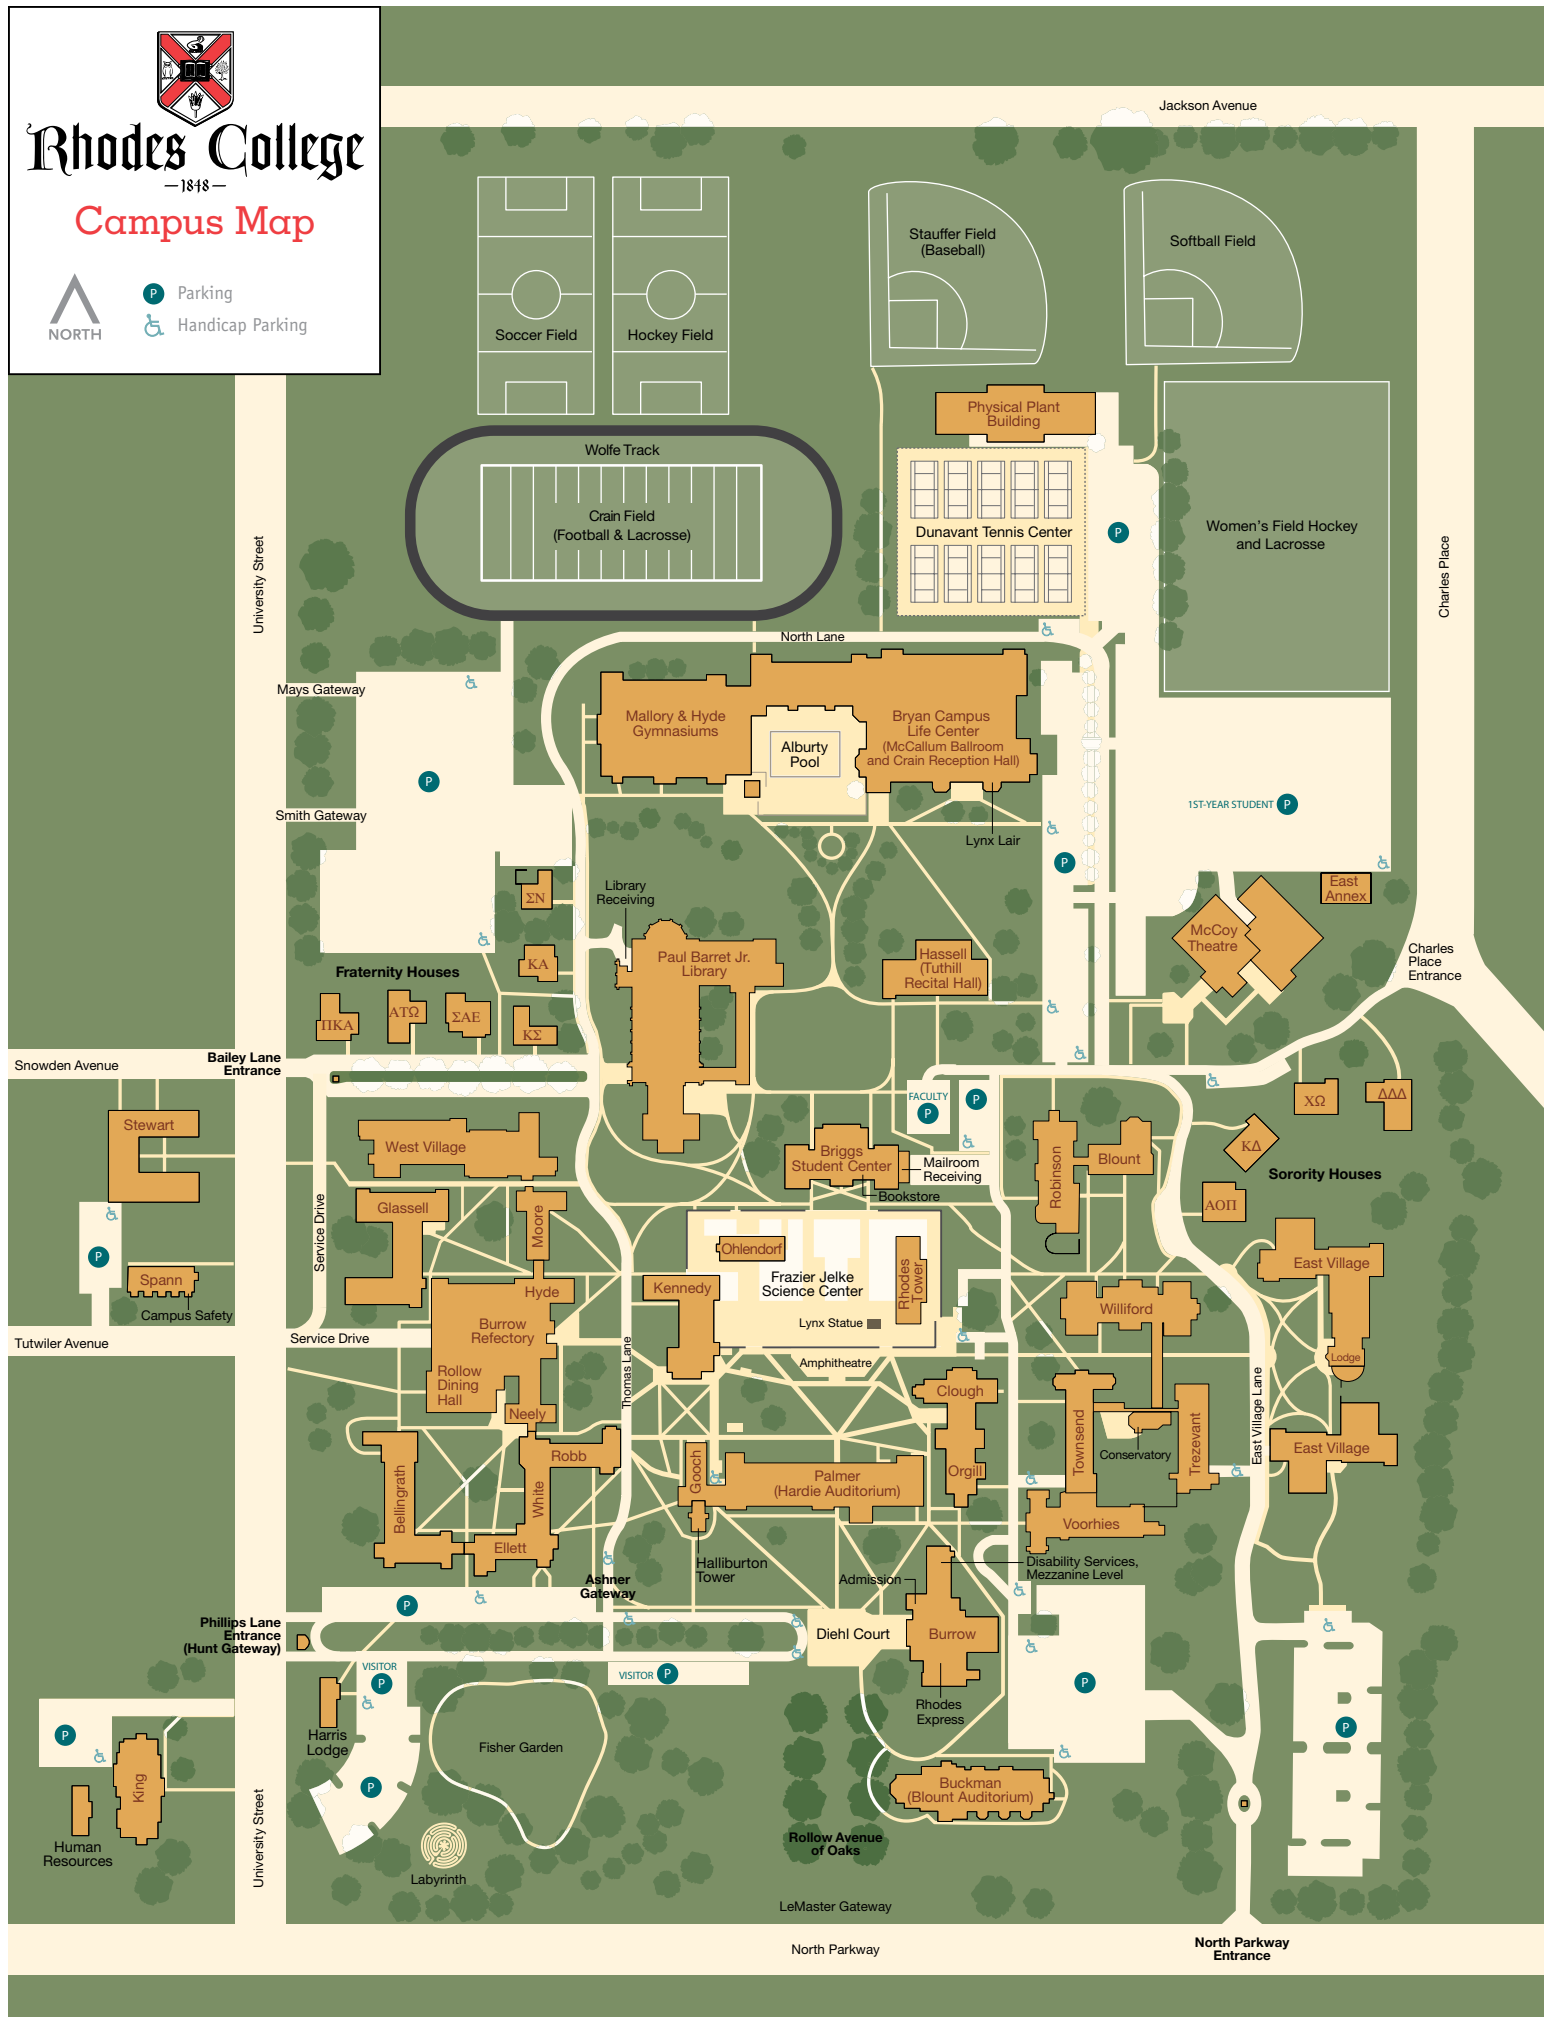 Rhodes College
—1848—
Campus Map
NORTH
P Parking
Handicap Parking
Jackson Avenue
Stauffer Field
(Baseball)
Softball Field
Soccer Field
Hockey Field
Physical Plant
Building
Wolfe Track
Crain Field
(Football & Lacrosse)
Dunavant Tennis Center
P
Women's Field Hockey
and Lacrosse
University Street
Charles Place
North Lane
Mays Gateway
Mallory & Hyde
Gymnasiums
Alburty
Pool
Bryan Campus
Life Center
(McCallum Ballroom
and Crain Reception Hall)
P
1ST-YEAR STUDENT P
Smith Gateway
Lynx Lair
P
Library
Receiving
East
Annex
ΣΝ
McCoy
Theatre
Paul Barret Jr.
Library
Hassell
(Tuthill
Recital Hall)
Charles
Place
Entrance
ΚΑ
Fraternity Houses
ΠΚΑ
ΑΤΩ
ΣΑΕ
ΚΣ
Snowden Avenue
Bailey Lane
Entrance
FACULTY
P
P
ΧΩ
ΔΔΔ
Stewart
West Village
Briggs
Student Center
Mailroom
Receiving
Bookstore
Robinson
Blount
ΚΔ
Sorority Houses
ΑΟΠ
Glassell
Moore
Service Drive
P
Spann
Campus Safety
Ohlendorf
Frazier Jelke
Science Center
Rhodes
Tower
Kennedy
Hyde
East Village
Williford
Lynx Statue
Burrow
Refectory
Tutwiler Avenue
Service Drive
Thomas Lane
Amphitheatre
Lodge
Rollow
Dining
Hall
Clough
Neely
East Village Lane
Townsend
Conservatory
Trezevant
East Village
Robb
Gooch
Palmer
(Hardie Auditorium)
Orgill
Bellingrath
White
Voorhies
Ellett
Halliburton
Tower
Disability Services,
Mezzanine Level
Admission
Ashner
Gateway
P
Phillips Lane
Entrance
(Hunt Gateway)
Diehl Court
Burrow
VISITOR
P
VISITOR P
P
Rhodes
Express
Harris
Lodge
Fisher Garden
P
P
King
P
Buckman
(Blount Auditorium)
Human
Resources
University Street
Rollow Avenue
of Oaks
Labyrinth
LeMaster Gateway
North Parkway
North Parkway
Entrance